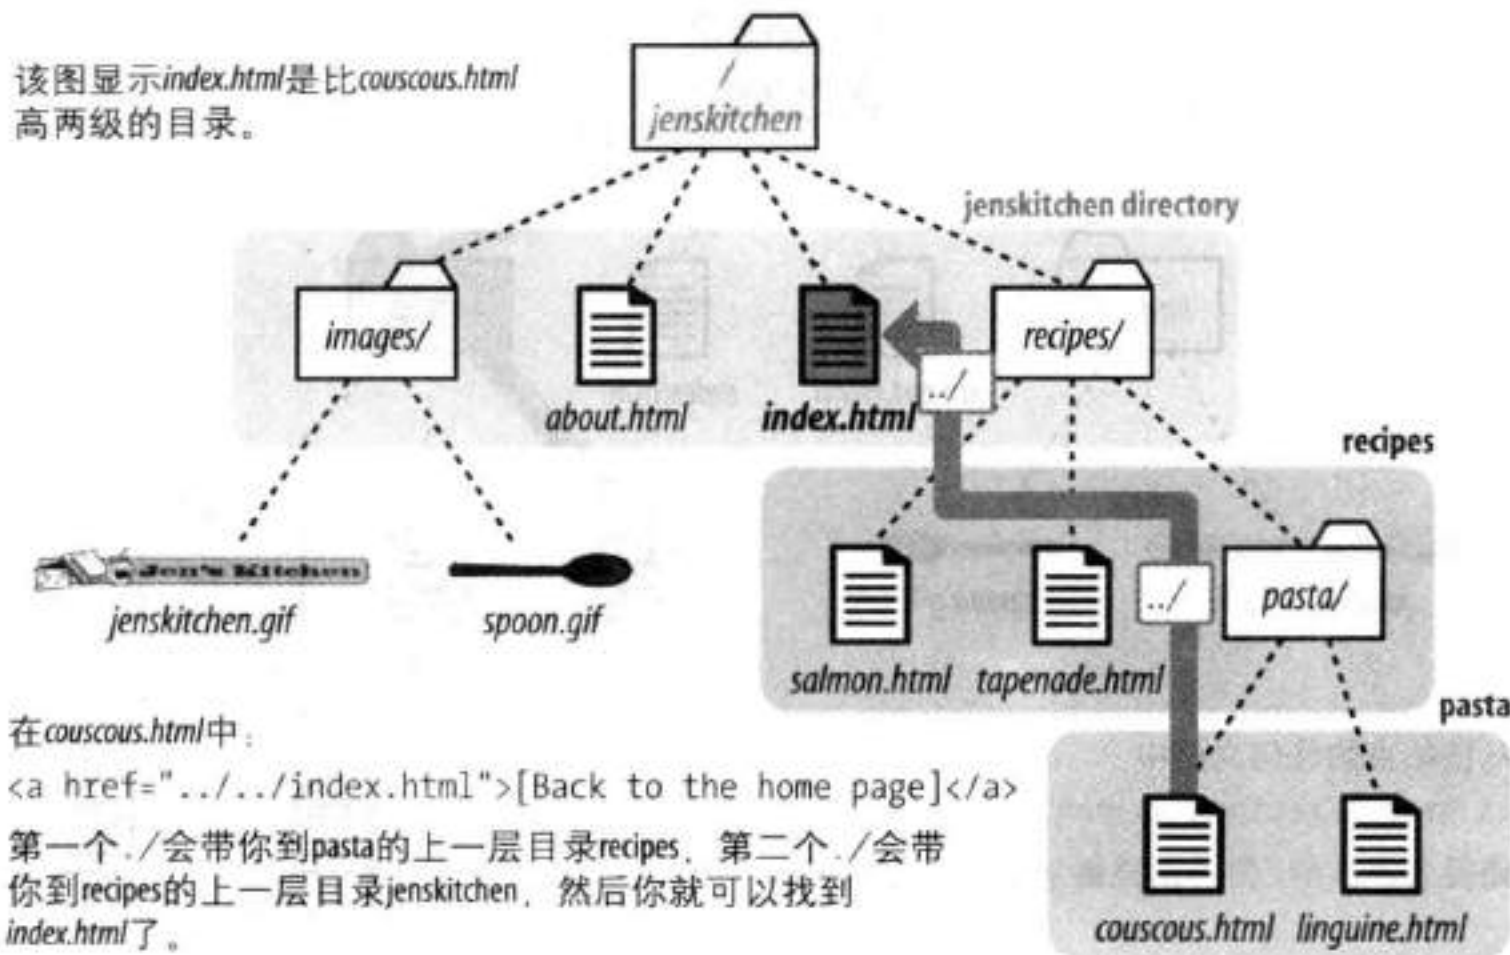 该图显示index.html是比couscous.html
高两级的目录。
/
jenskitchen
jenskitchen directory
images/
about.html
index.html
../
recipes/
recipes
jenskitchen.gif
Jen's Kitchen
spoon.gif
salmon.html
tapenade.html
../
pasta/
pasta
couscous.html
linguine.html
在couscous.html中：
<a href="../../index.html">[Back to the home page]</a>
第一个./会带你到pasta的上一层目录recipes，第二个./会带
你到recipes的上一层目录jenskitchen，然后你就可以找到
index.html了。